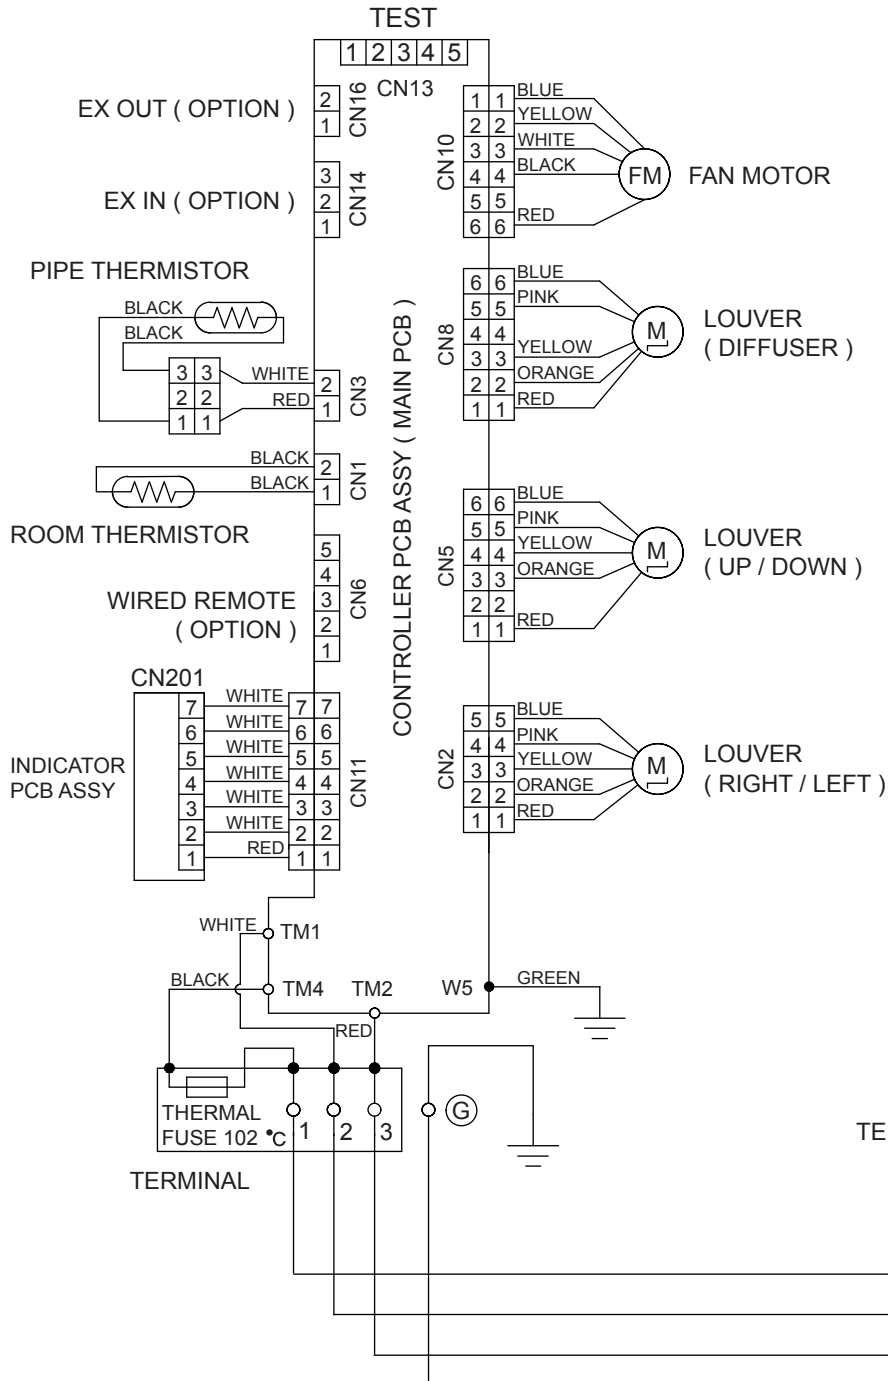 TEST
1 2 3 4 5
CN13
EX OUT ( OPTION )
2
1
CN16
EX IN ( OPTION )
3
2
1
CN14
PIPE THERMISTOR
BLACK
BLACK
3 3
2 2
1 1
WHITE
RED
2
1
CN3
BLACK
BLACK
2
1
CN1
ROOM THERMISTOR
5
4
3
2
1
CN6
WIRED REMOTE
( OPTION )
CN201
7 WHITE 7 7
6 WHITE 6 6
5 WHITE 5 5
4 WHITE 4 4
3 WHITE 3 3
2 WHITE 2 2
1 RED 1 1
CN11
INDICATOR
PCB ASSY
CONTROLLER PCB ASSY ( MAIN PCB )
CN10
1 1 BLUE
2 2 YELLOW
3 3 WHITE
4 4 BLACK
5 5
6 6 RED
FM
FAN MOTOR
CN8
6 6 BLUE
5 5 PINK
4 4
3 3 YELLOW
2 2 ORANGE
1 1 RED
M
LOUVER
( DIFFUSER )
CN5
6 6 BLUE
5 5 PINK
4 4 YELLOW
3 3 ORANGE
2 2
1 1 RED
M
LOUVER
( UP / DOWN )
CN2
5 5 BLUE
4 4 PINK
3 3 YELLOW
2 2 ORANGE
1 1 RED
M
LOUVER
( RIGHT / LEFT )
WHITE TM1
BLACK TM4 TM2 W5 GREEN
RED
THERMAL
FUSE 102 °C
1 2 3
G
TERMINAL
TE